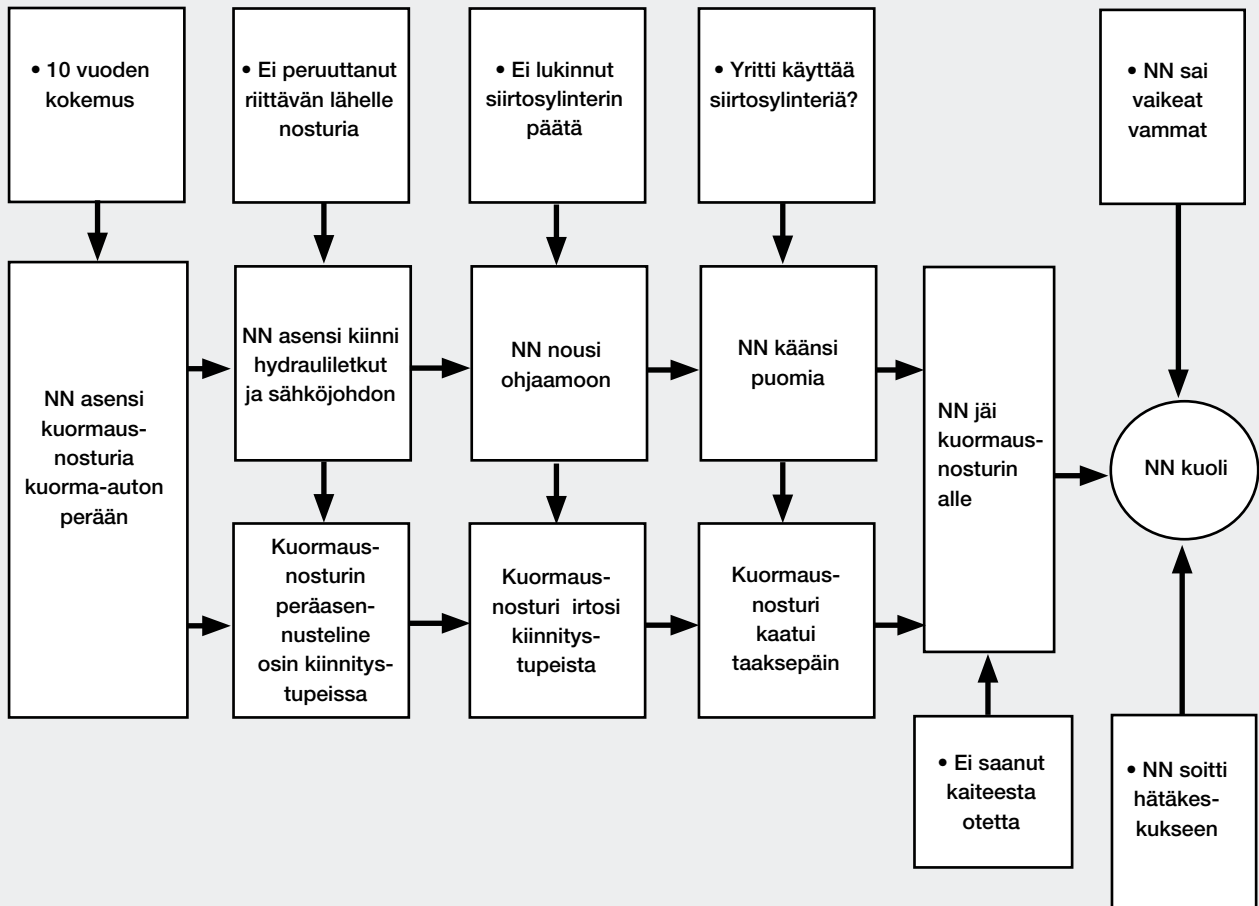 • 10 vuoden
kokemus
• Ei peruuttanut
riittävän lähelle
nosturia
• Ei lukinnut
siirtosylinterin
päätä
• Yritti käyttää
siirtosylinteriä?
• NN sai
vaikeat
vammat
NN asensi
kuormaus-
nosturia
kuorma-auton
perään
NN asensi kiinni
hydrauliletkut
ja sähköjohdon
NN nousi
ohjaamoon
NN käänsi
puomia
NN jäi
kuormaus-
nosturin
alle
NN kuoli
Kuormaus-
nosturin
peräasen-
nusteline
osin kiinnitys-
tupeissa
Kuormaus-
nosturi irtosi
kiinnitys-
tupeista
Kuormaus-
nosturi
kaatui
taaksepäin
• Ei saanut
kaiteesta
otetta
• NN soitti
hätäkes-
kukseen